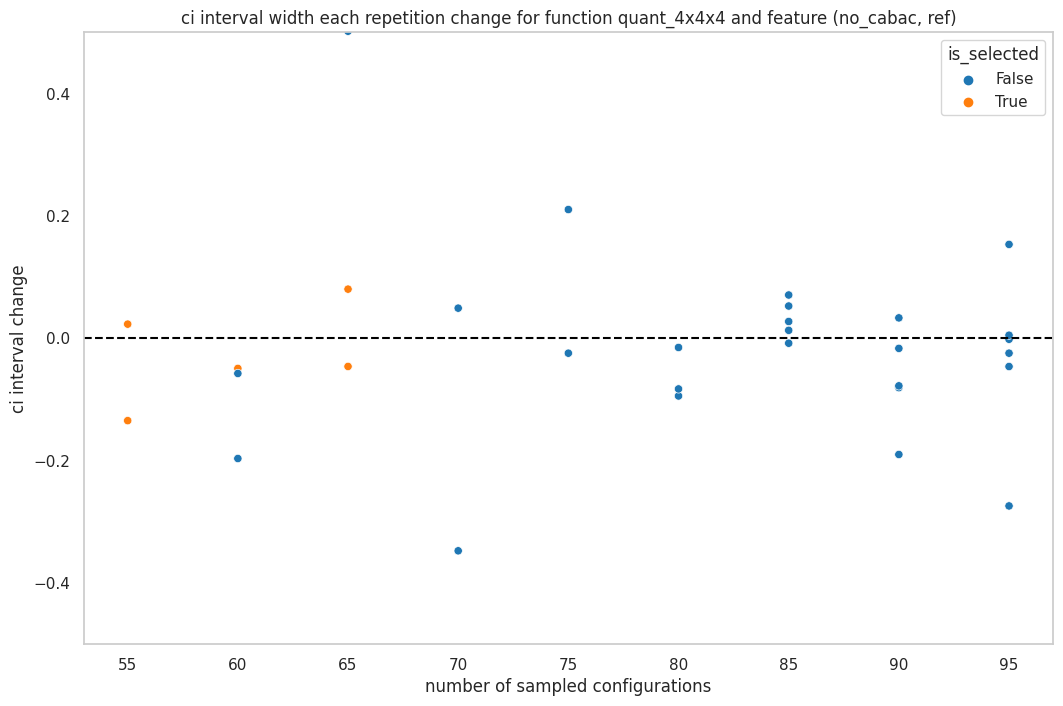 ci interval width each repetition change for function quant_4x4x4 and feature (no_cabac, ref)
is_selected
False
True
ci interval change
0.4
0.2
0.0
−0.2
−0.4
55 60 65 70 75 80 85 90 95
number of sampled configurations